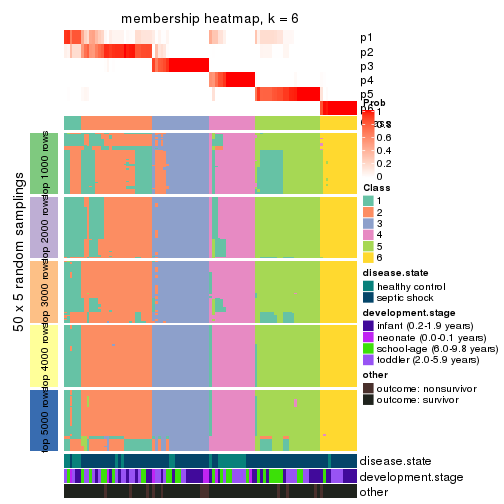 membership heatmap, k = 6
p1
p2
p3
p4
p5
p6
Class
50 x 5 random samplings
top 1000 rows
top 2000 rows
top 3000 rows
top 4000 rows
top 5000 rows
Prob
1
0.8
0.6
0.4
0.2
0
Class
1
2
3
4
5
6
disease.state
healthy control
septic shock
development.stage
infant (0.2-1.9 years)
neonate (0.0-0.1 years)
school-age (6.0-9.8 years)
toddler (2.0-5.9 years)
other
outcome: nonsurvivor
outcome: survivor
disease.state
development.stage
other